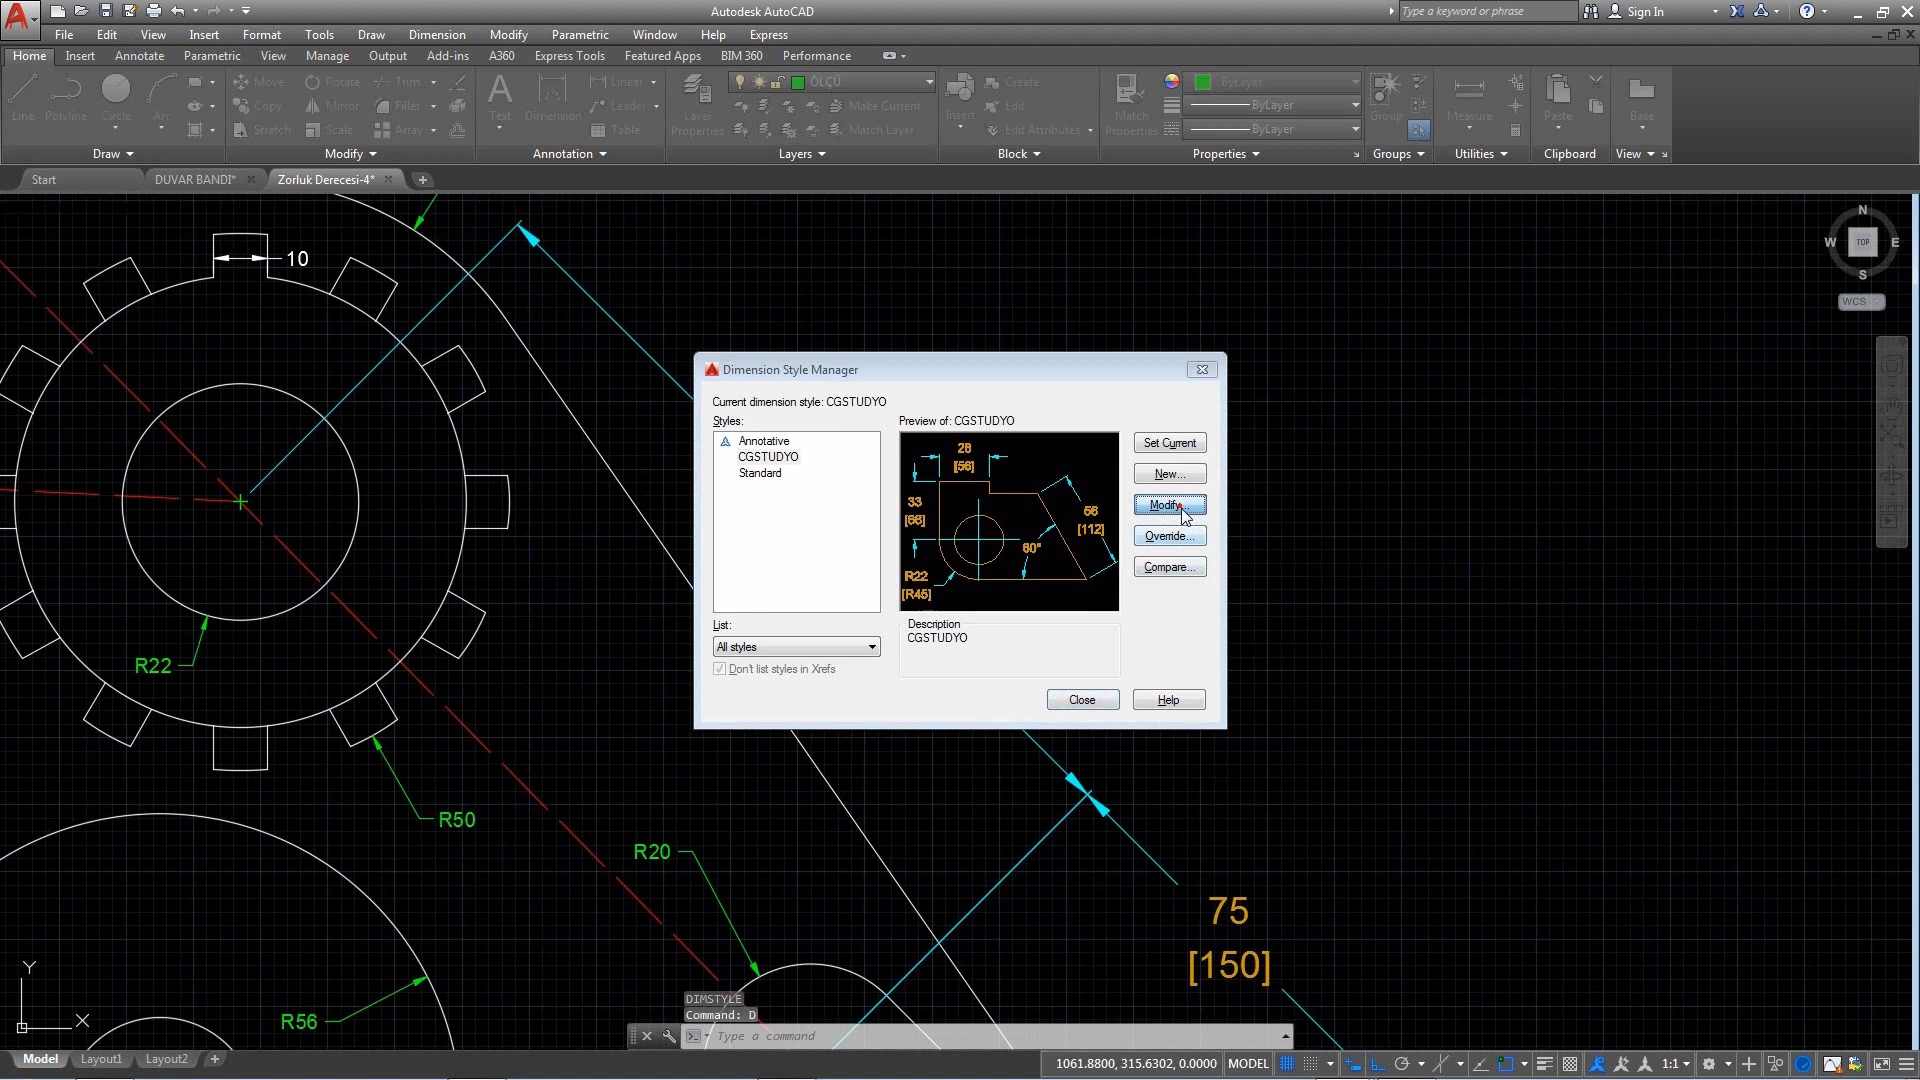 Autodesk AutoCAD
Type a keyword or phrase
Sign In
File Edit View Insert Format Tools Draw Dimension Modify Parametric Window Help Express
Home Insert Annotate Parametric View Manage Output Add-ins A360 Express Tools Featured Apps BIM 360 Performance
Line Polyline Circle Arc
Move Rotate Trim
Copy Mirror Fillet
Stretch Scale Array
Text Dimension
Linear
Leader
Table
Layer Properties
ÖLÇÜ
Make Current
Match Layer
Insert
Create
Edit
Edit Attributes
Match Properties
ByLayer
ByLayer
ByLayer
Group
Measure
Paste
Base
Draw Modify Annotation Layers Block Properties Groups Utilities Clipboard View
Start DUVAR BANDI* Zorluk Derecesi-4*
10
R22
R50
R20
R56
75
[150]
N
W TOP E
S
WCS
Dimension Style Manager
Current dimension style: CGSTUDYO
Styles:
Annotative
CGSTUDYO
Standard
Preview of: CGSTUDYO
28
[56]
33
[66]
56
[112]
60°
R22
[R45]
Set Current
New...
Modify...
Override...
Compare...
List:
All styles
Don't list styles in Xrefs
Description
CGSTUDYO
Close Help
Y
X
DIMSTYLE
Command: D
Type a command
Model Layout1 Layout2
1061.8800, 315.6302, 0.0000 MODEL 1:1